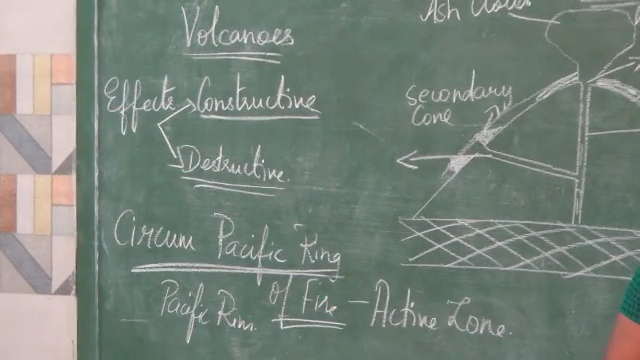 Ash Cloud
Volcanoes
Effects Constructive
Destructive
secondary
cone
Circum Pacific Ring
of Fire - Active Zone.
Pacific Rim.